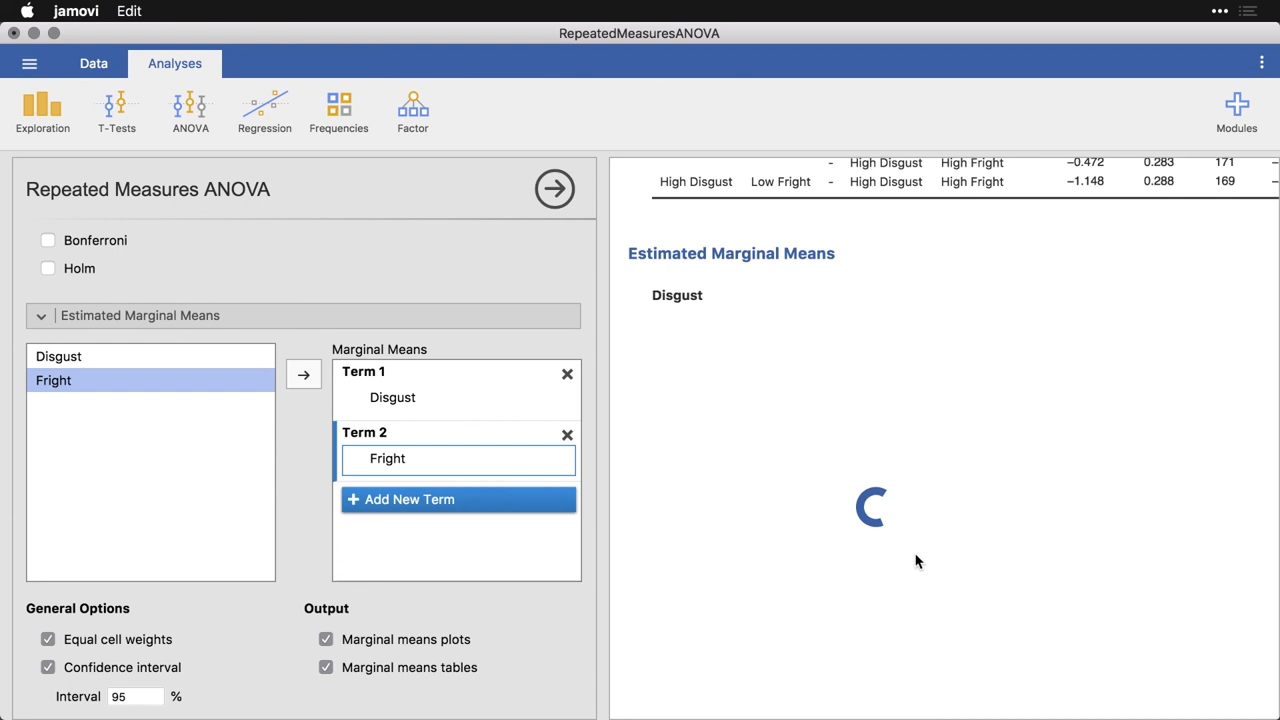 jamovi Edit
RepeatedMeasuresANOVA
Data Analyses
Exploration T-Tests ANOVA Regression Frequencies Factor Modules
Repeated Measures ANOVA
Bonferroni
Holm
Estimated Marginal Means
Disgust
Fright
Marginal Means
Term 1
Disgust
Term 2
Fright
+ Add New Term
General Options
Equal cell weights
Confidence interval
Interval 95 %
Output
Marginal means plots
Marginal means tables
- High Disgust High Fright −0.472 0.283 171 −
High Disgust Low Fright - High Disgust High Fright −1.148 0.288 169 −
Estimated Marginal Means
Disgust